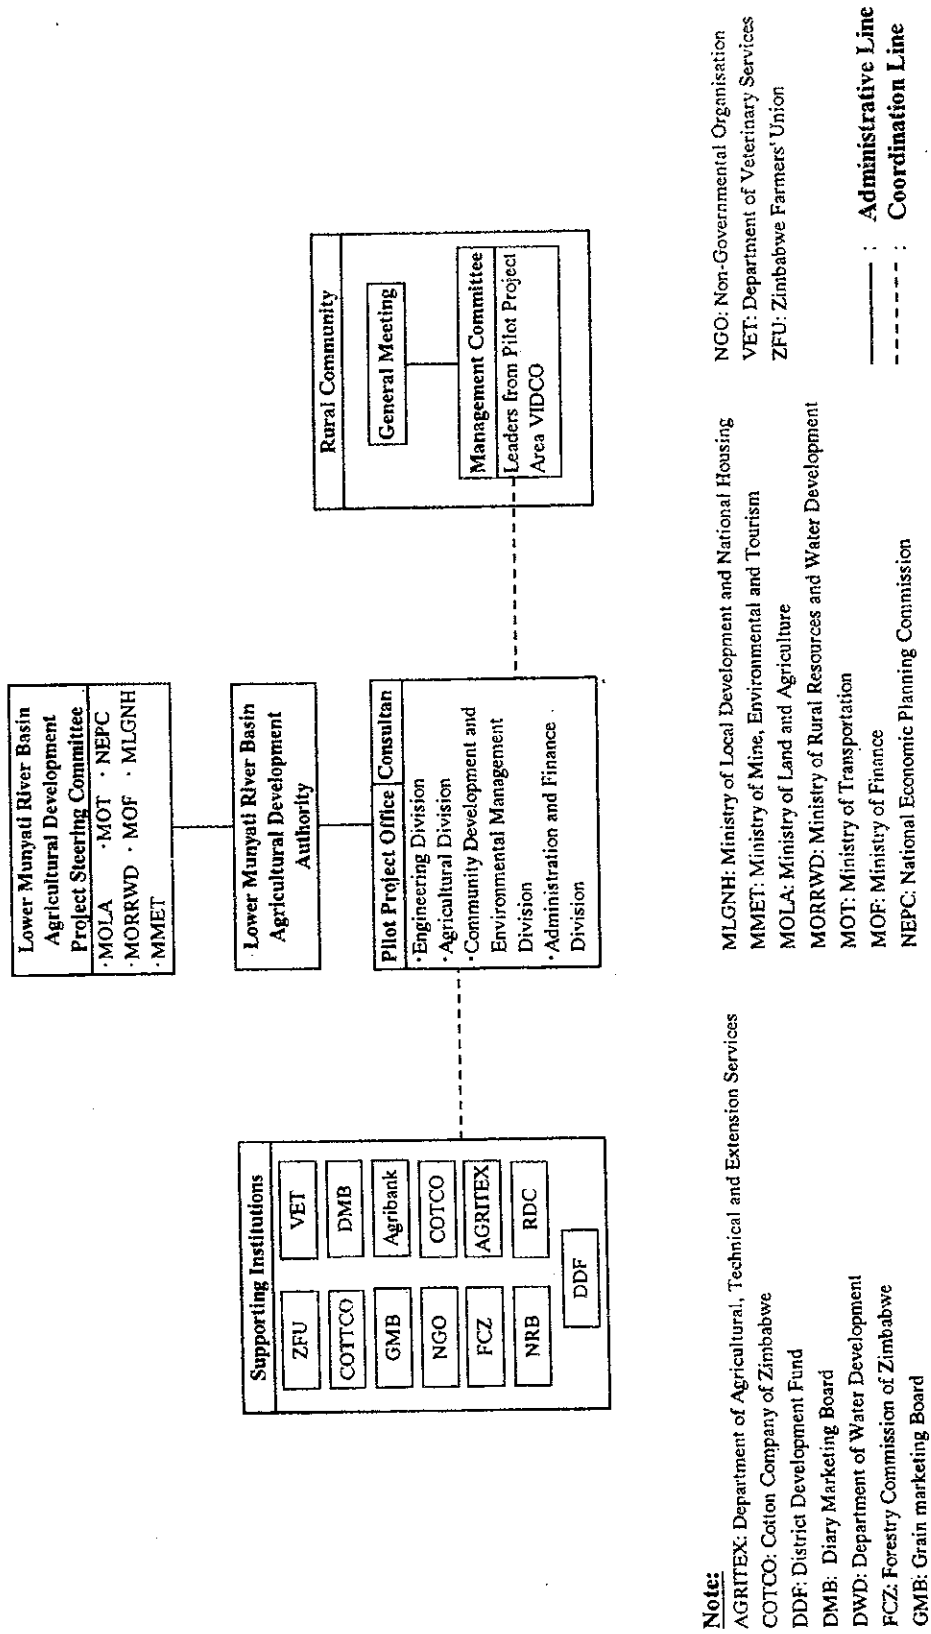 Lower Munyati River Basin
Agricultural Development
Project Steering Committee
·MOLA ·MOT ·NEPC
·MORRWD ·MOF ·MLGNH
·MMET
Lower Munyati River Basin
Agricultural Development
Authority
Supporting Institutions
ZFU VET
COTTCO DMB
GMB Agribank
NGO COTCO
FCZ AGRITEX
NRB RDC
DDF
Pilot Project Office Consultan
·Engineering Division
·Agricultural Division
·Community Development and
Environmental Management
Division
·Administration and Finance
Division
Rural Community
General Meeting
Management Committee
Leaders from Pilot Project
Area VIDCO
Note:
AGRITEX: Department of Agricultural, Technical and Extension Services
COTCO: Cotton Company of Zimbabwe
DDF: District Development Fund
DMB: Diary Marketing Board
DWD: Department of Water Development
FCZ: Forestry Commission of Zimbabwe
GMB: Grain marketing Board
MLGNH: Ministry of Local Development and National Housing
MMET: Ministry of Mine, Environmental and Tourism
MOLA: Ministry of Land and Agriculture
MORRWD: Ministry of Rural Resources and Water Development
MOT: Ministry of Transportation
MOF: Ministry of Finance
NEPC: National Economic Planning Commission
NGO: Non-Governmental Organisation
VET: Department of Veterinary Services
ZFU: Zimbabwe Farmers' Union
: Administrative Line
: Coordination Line